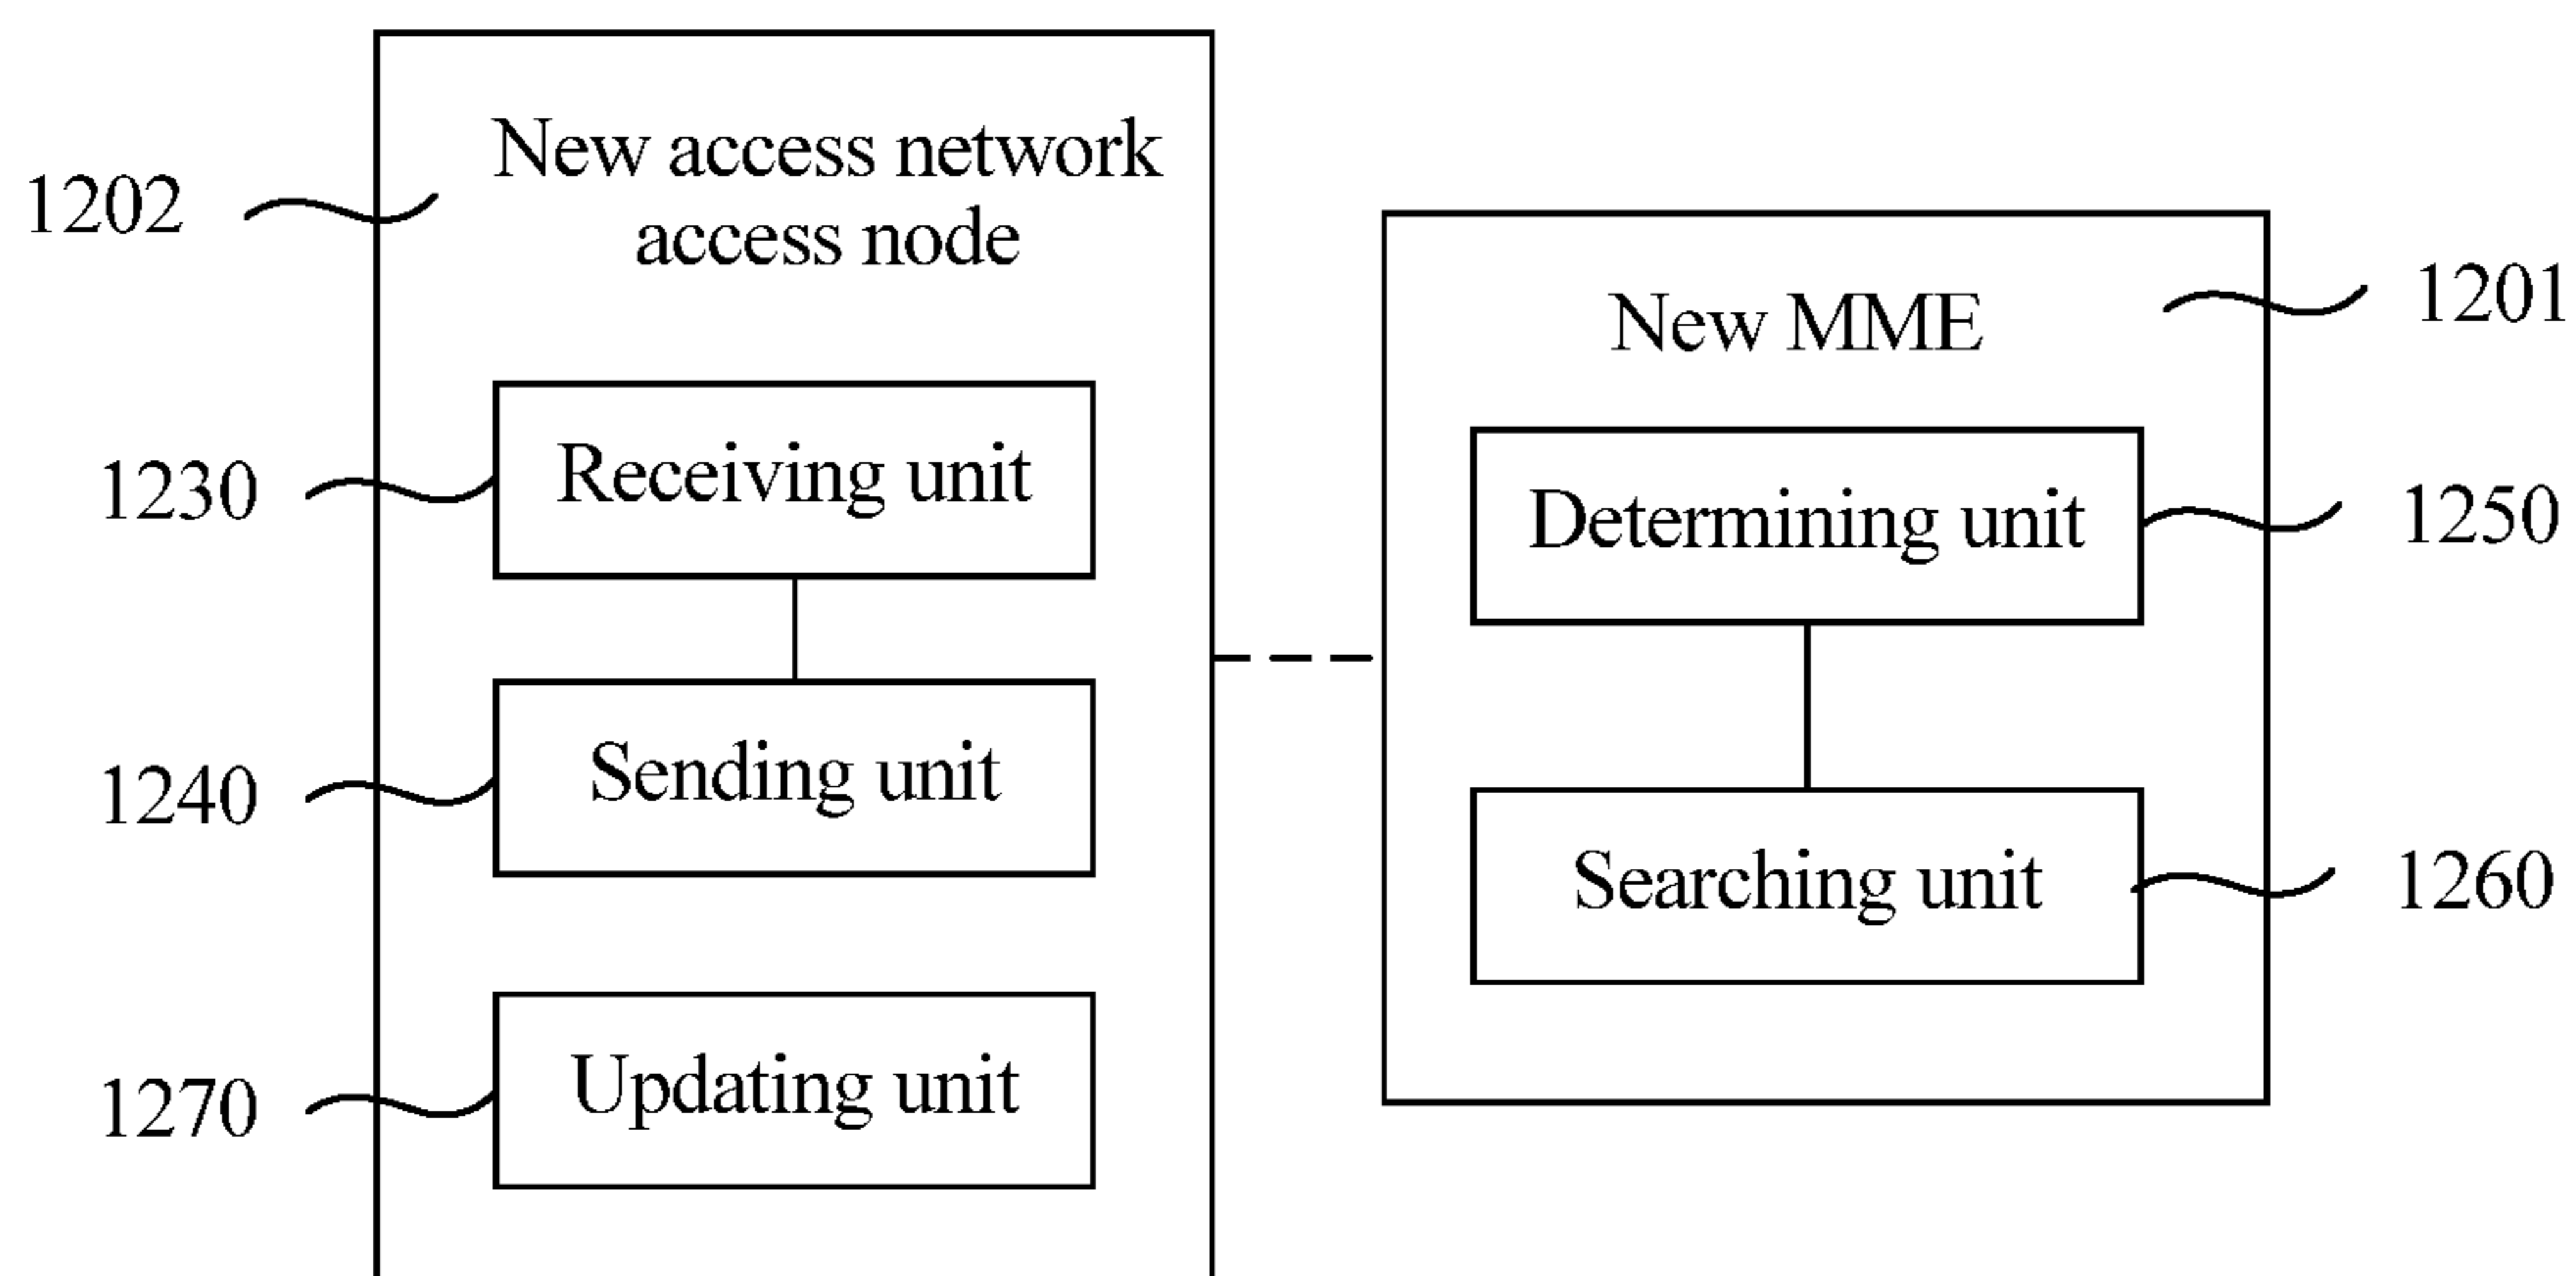 New access network
access node
1202
Receiving unit
1230
Sending unit
1240
Updating unit
1270
New MME
1201
Determining unit
1250
Searching unit
1260